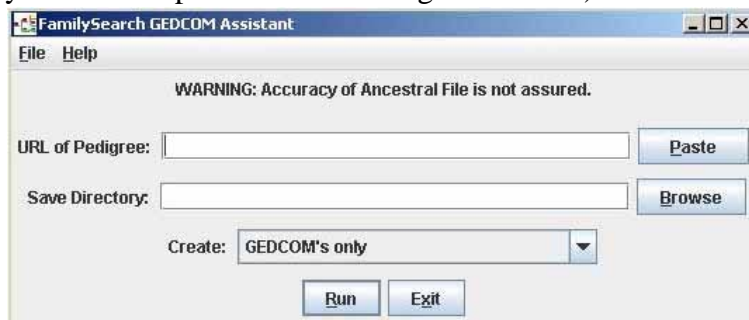 FamilySearch GEDCOM Assistant
File Help
WARNING: Accuracy of Ancestral File is not assured.
URL of Pedigree: Paste
Save Directory: Browse
Create: GEDCOM's only
Run Exit